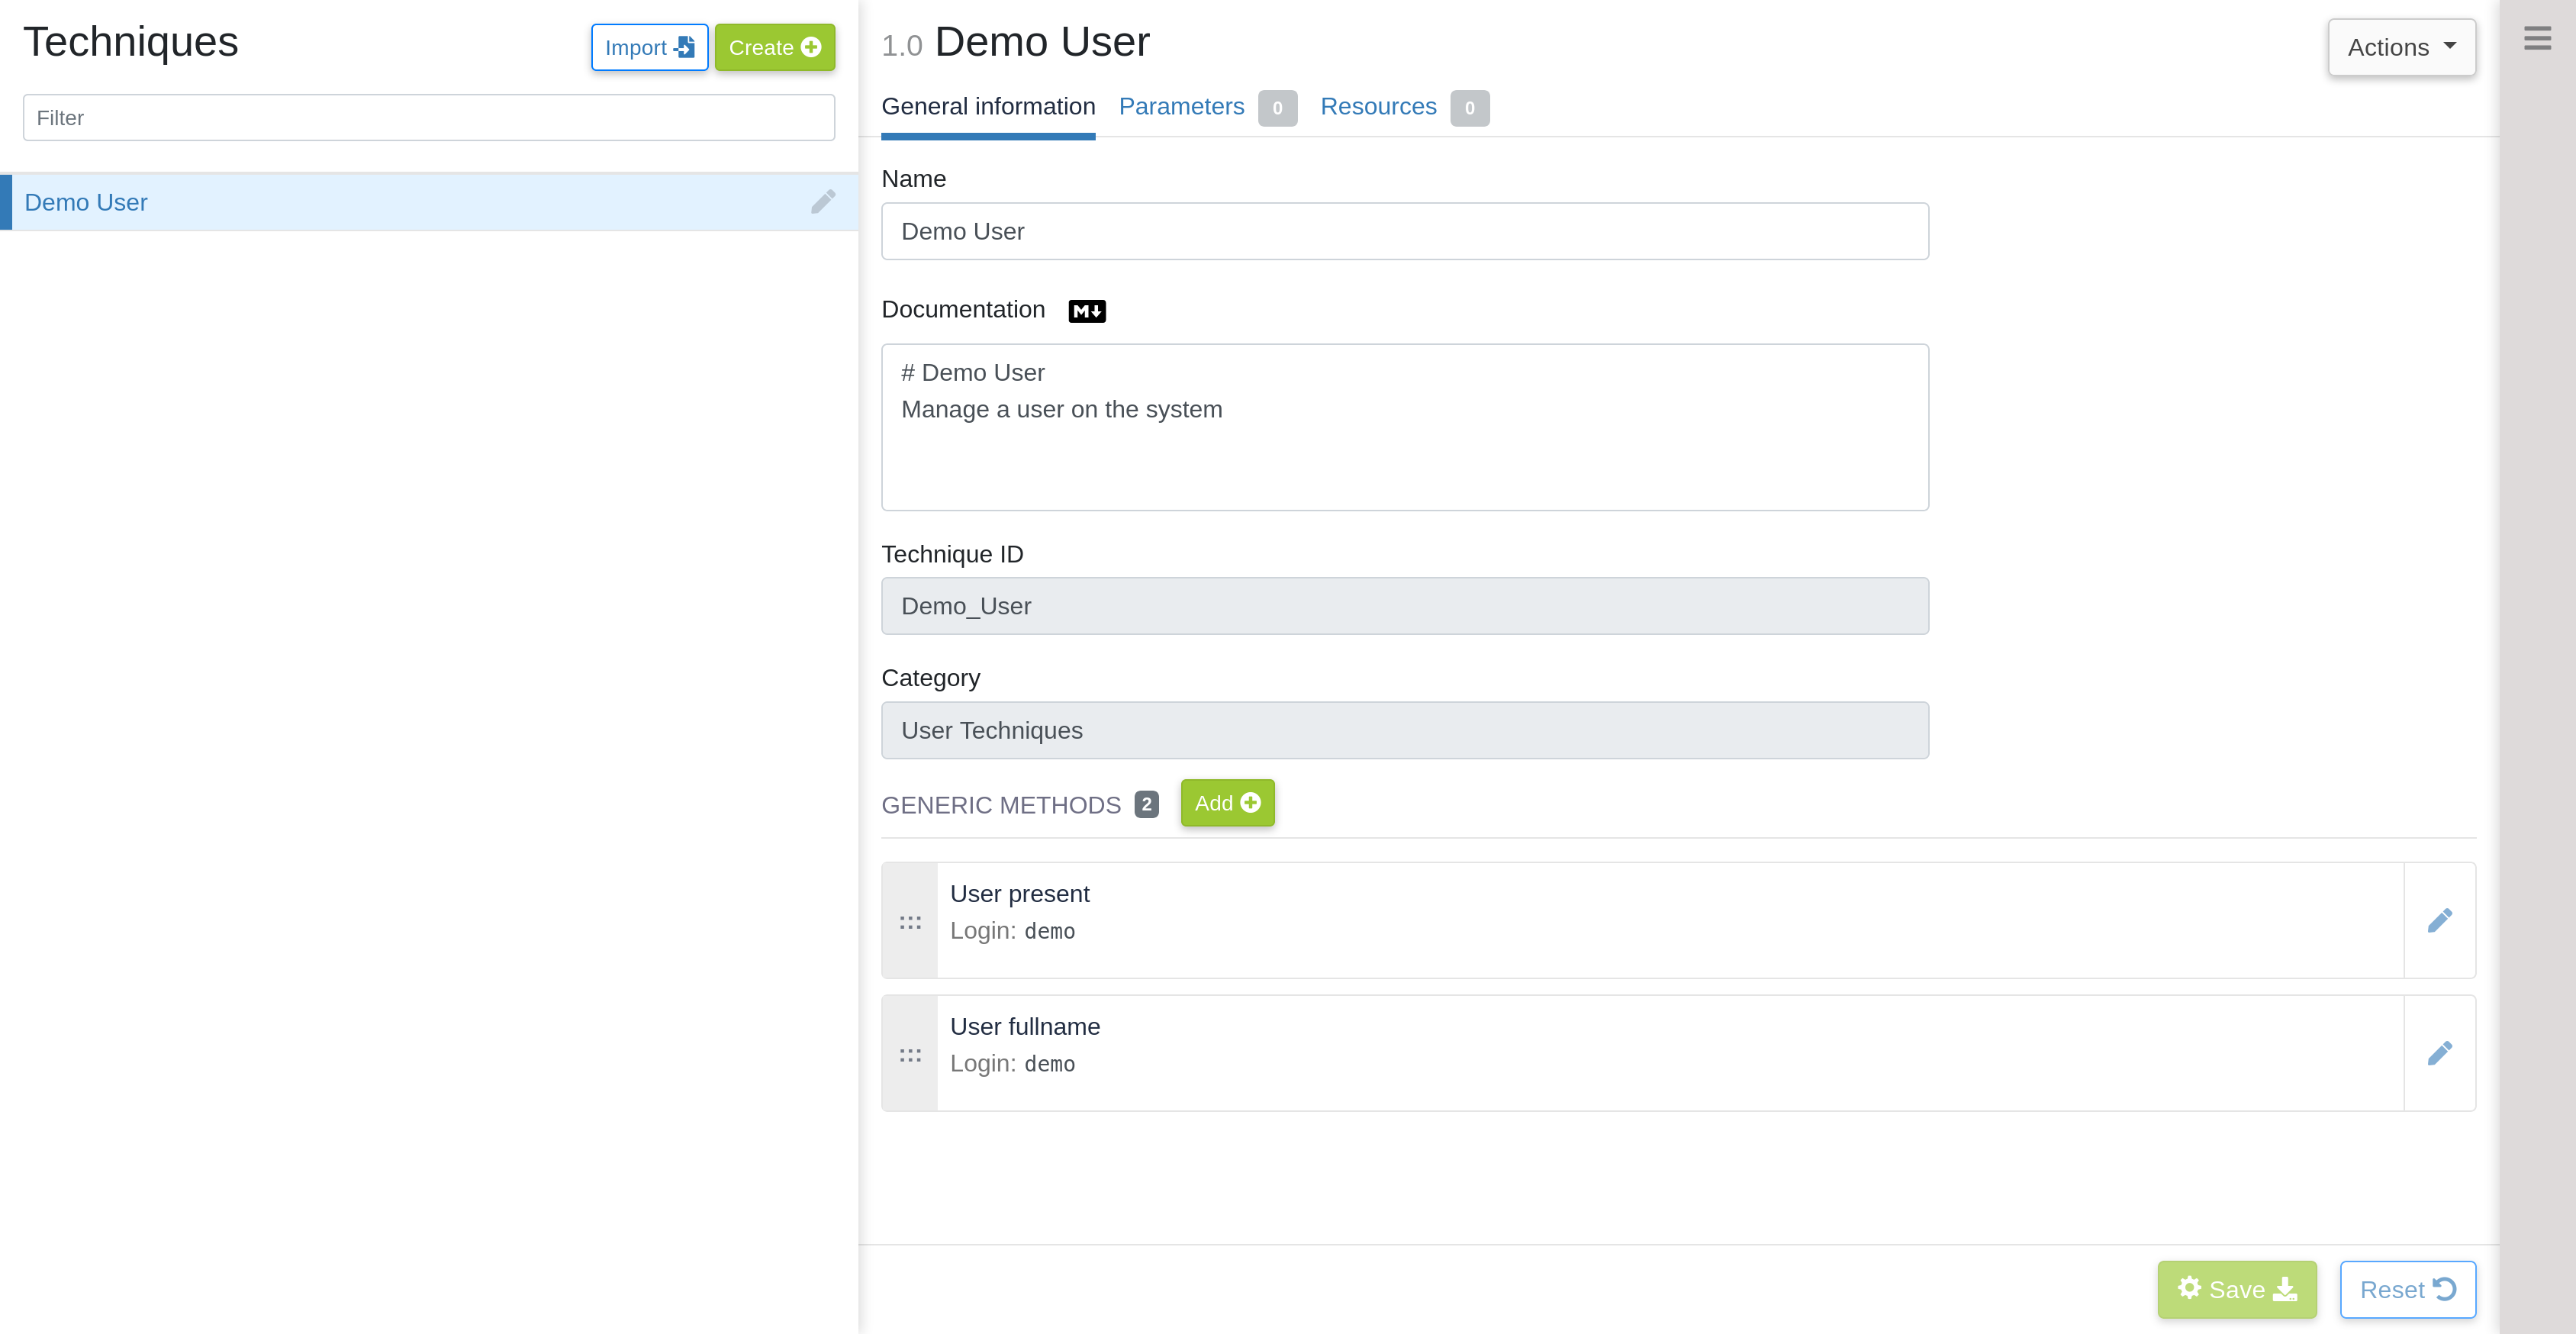 Techniques
Import
Create
Filter
Demo User
1.0 Demo User
Actions
General information
Parameters 0
Resources 0
Name
Demo User
Documentation
# Demo User
Manage a user on the system
Technique ID
Demo_User
Category
User Techniques
GENERIC METHODS 2
Add
User present
Login: demo
User fullname
Login: demo
Save
Reset